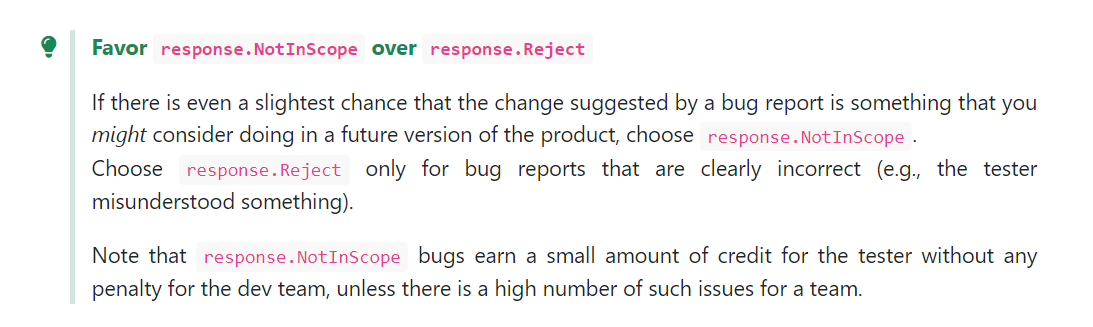 Favor response.NotInScope over response.Reject
If there is even a slightest chance that the change suggested by a bug report is something that you
might consider doing in a future version of the product, choose response.NotInScope.
Choose response.Reject only for bug reports that are clearly incorrect (e.g., the tester
misunderstood something).
Note that response.NotInScope bugs earn a small amount of credit for the tester without any
penalty for the dev team, unless there is a high number of such issues for a team.